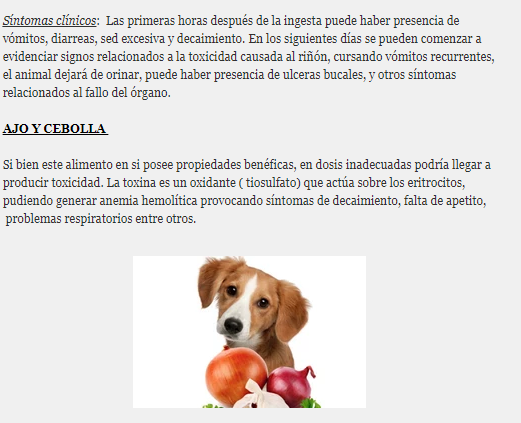 Síntomas clínicos:  Las primeras horas después de la ingesta puede haber presencia de
vómitos, diarreas, sed excesiva y decaimiento. En los siguientes días se pueden comenzar a
evidenciar signos relacionados a la toxicidad causada al riñón, cursando vómitos recurrentes,
el animal dejará de orinar, puede haber presencia de ulceras bucales, y otros síntomas
relacionados al fallo del órgano.
AJO Y CEBOLLA
Si bien este alimento en si posee propiedades benéficas, en dosis inadecuadas podría llegar a
producir toxicidad. La toxina es un oxidante ( tiosulfato) que actúa sobre los eritrocitos,
pudiendo generar anemia hemolítica provocando síntomas de decaimiento, falta de apetito,
problemas respiratorios entre otros.